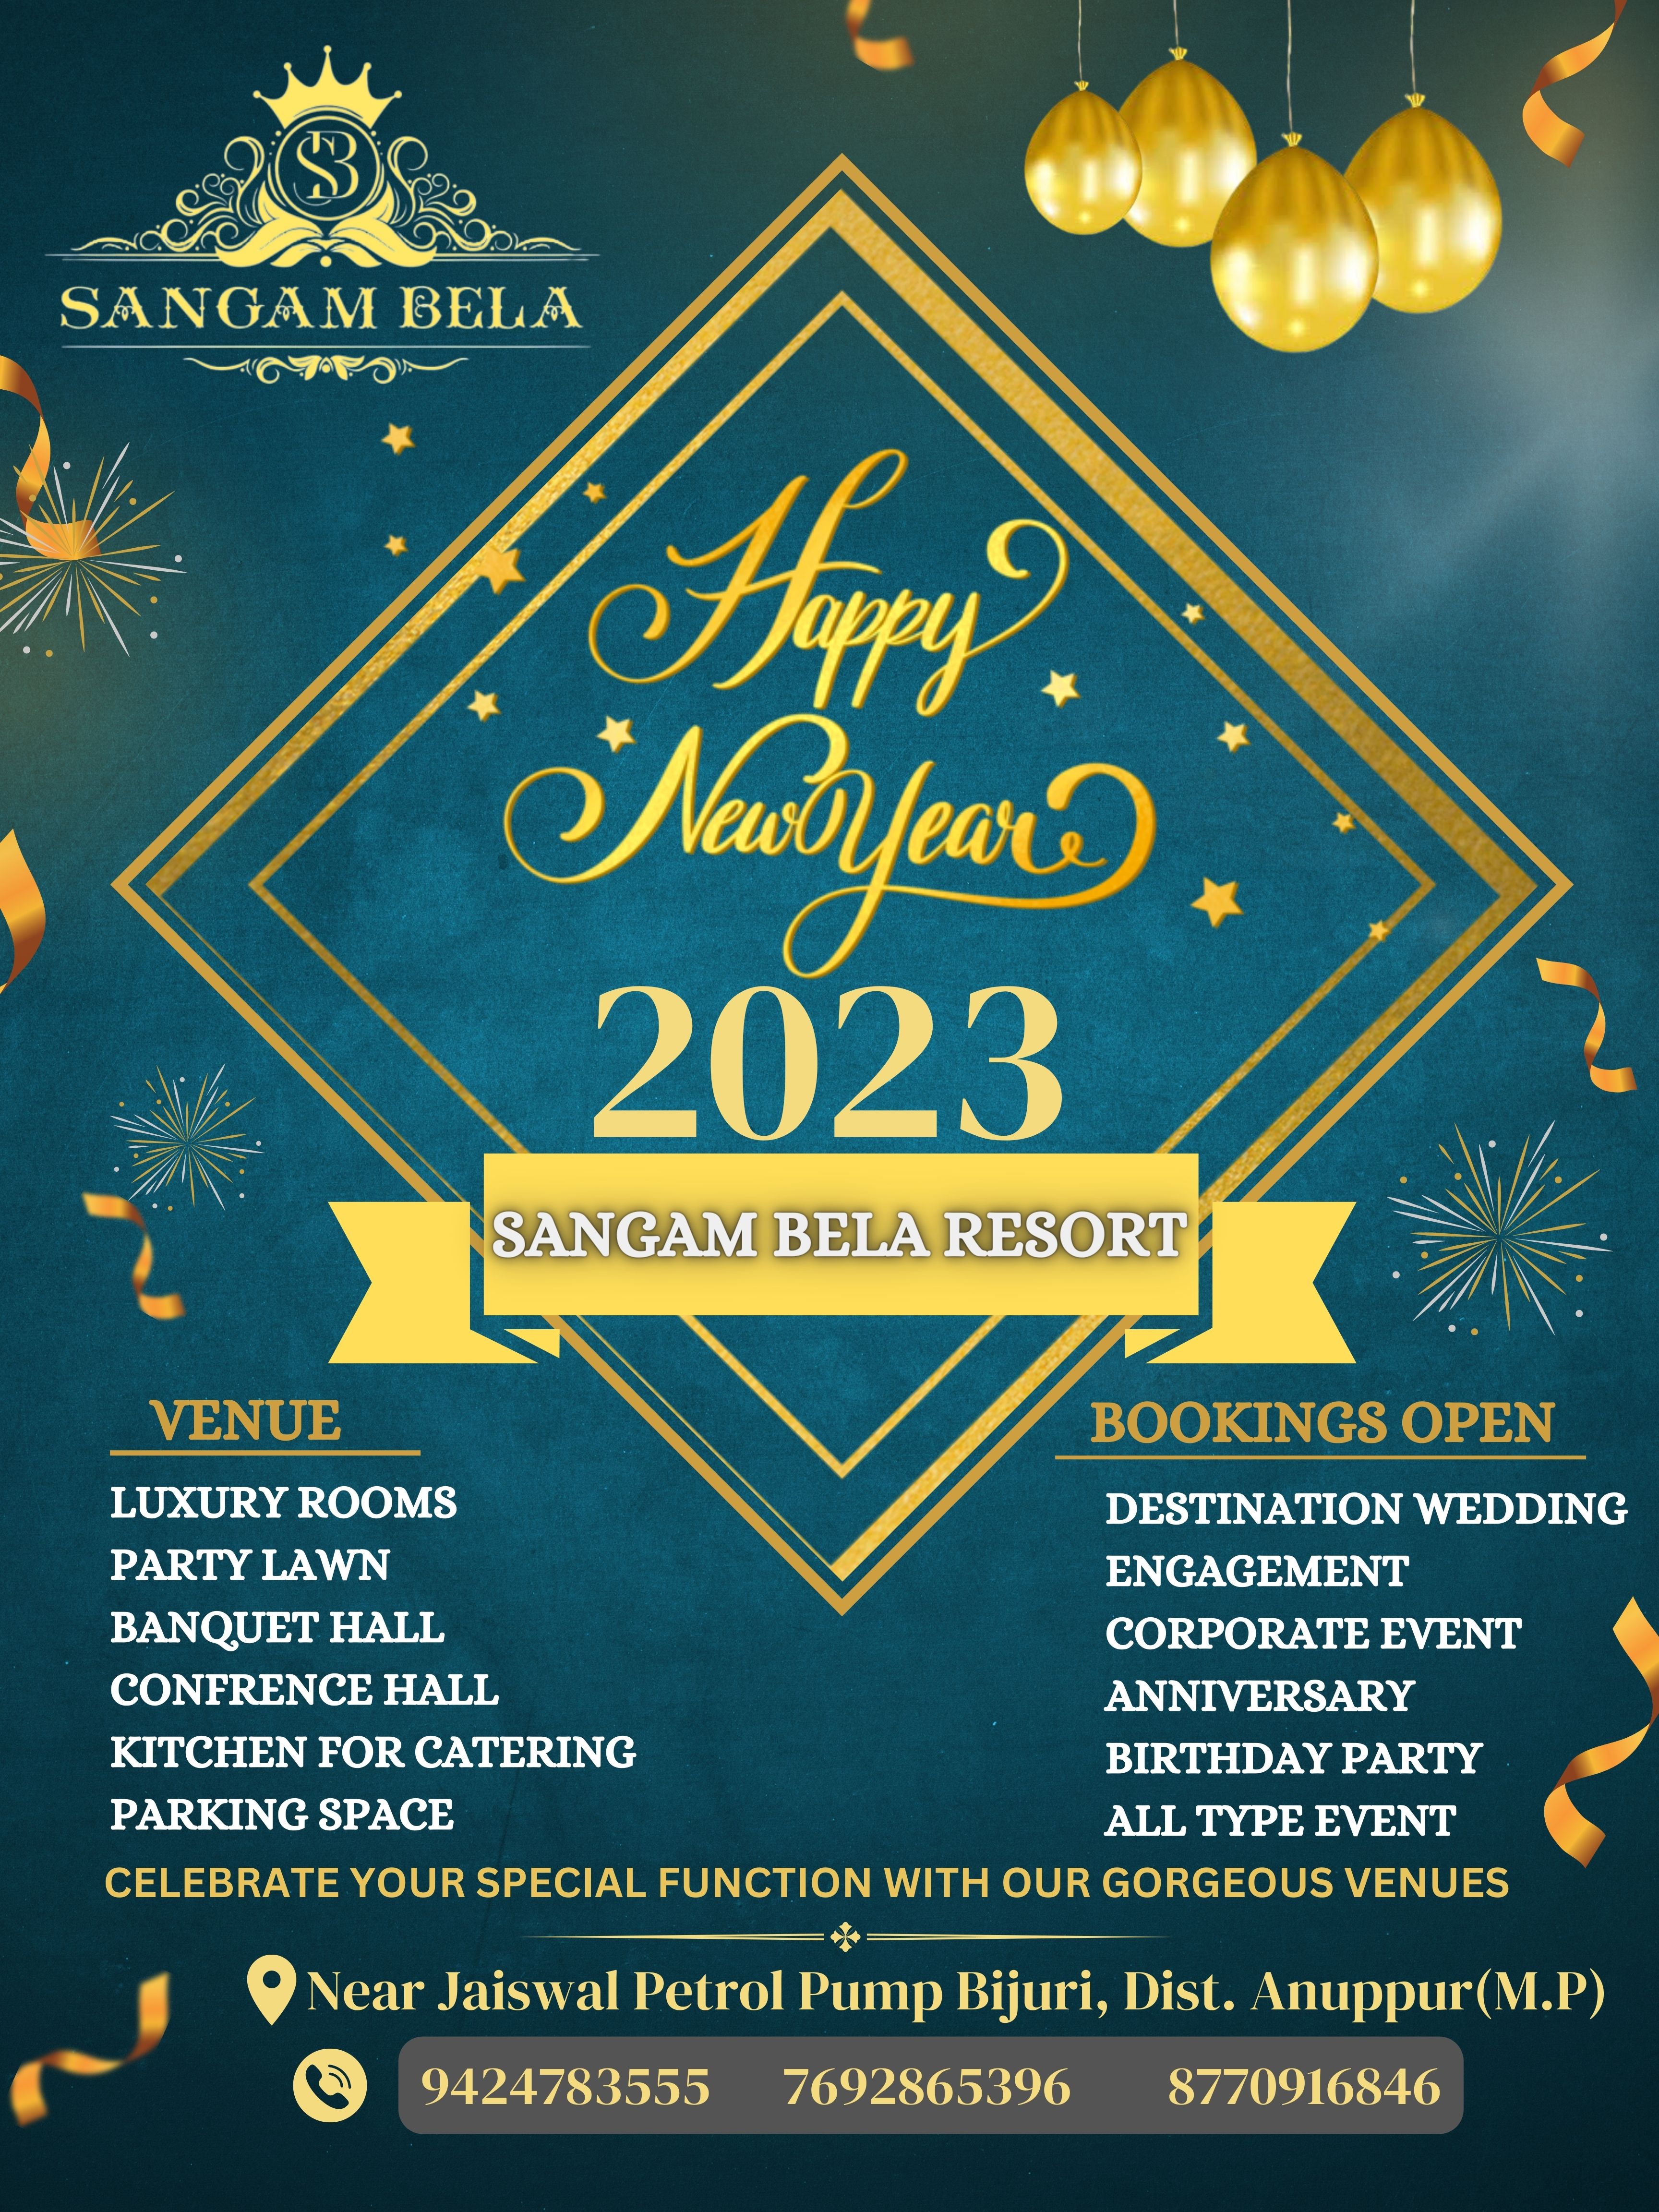 SB
SANGAM BELA
Happy
New Year
2023
SANGAM BELA RESORT
VENUE
LUXURY ROOMS
PARTY LAWN
BANQUET HALL
CONFRENCE HALL
KITCHEN FOR CATERING
PARKING SPACE
BOOKINGS OPEN
DESTINATION WEDDING
ENGAGEMENT
CORPORATE EVENT
ANNIVERSARY
BIRTHDAY PARTY
ALL TYPE EVENT
CELEBRATE YOUR SPECIAL FUNCTION WITH OUR GORGEOUS VENUES
Near Jaiswal Petrol Pump Bijuri, Dist. Anuppur(M.P)
9424783555 7692865396 8770916846